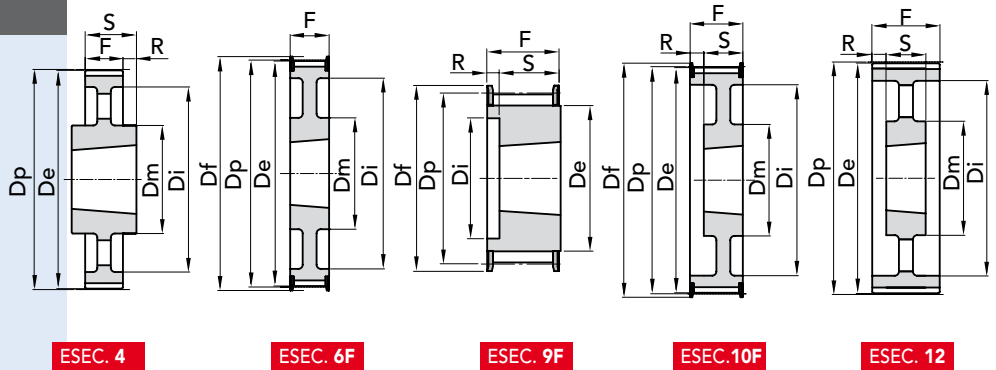 S
F R
Dp De Dm Di
ESEC. 4
F
Df Dp De Dm Di
ESEC. 6F
F
R S
Df Dp Di De
ESEC. 9F
F
R S
Df Dp De Dm Di
ESEC.10F
F
R S
Dp De Dm Di
ESEC. 12